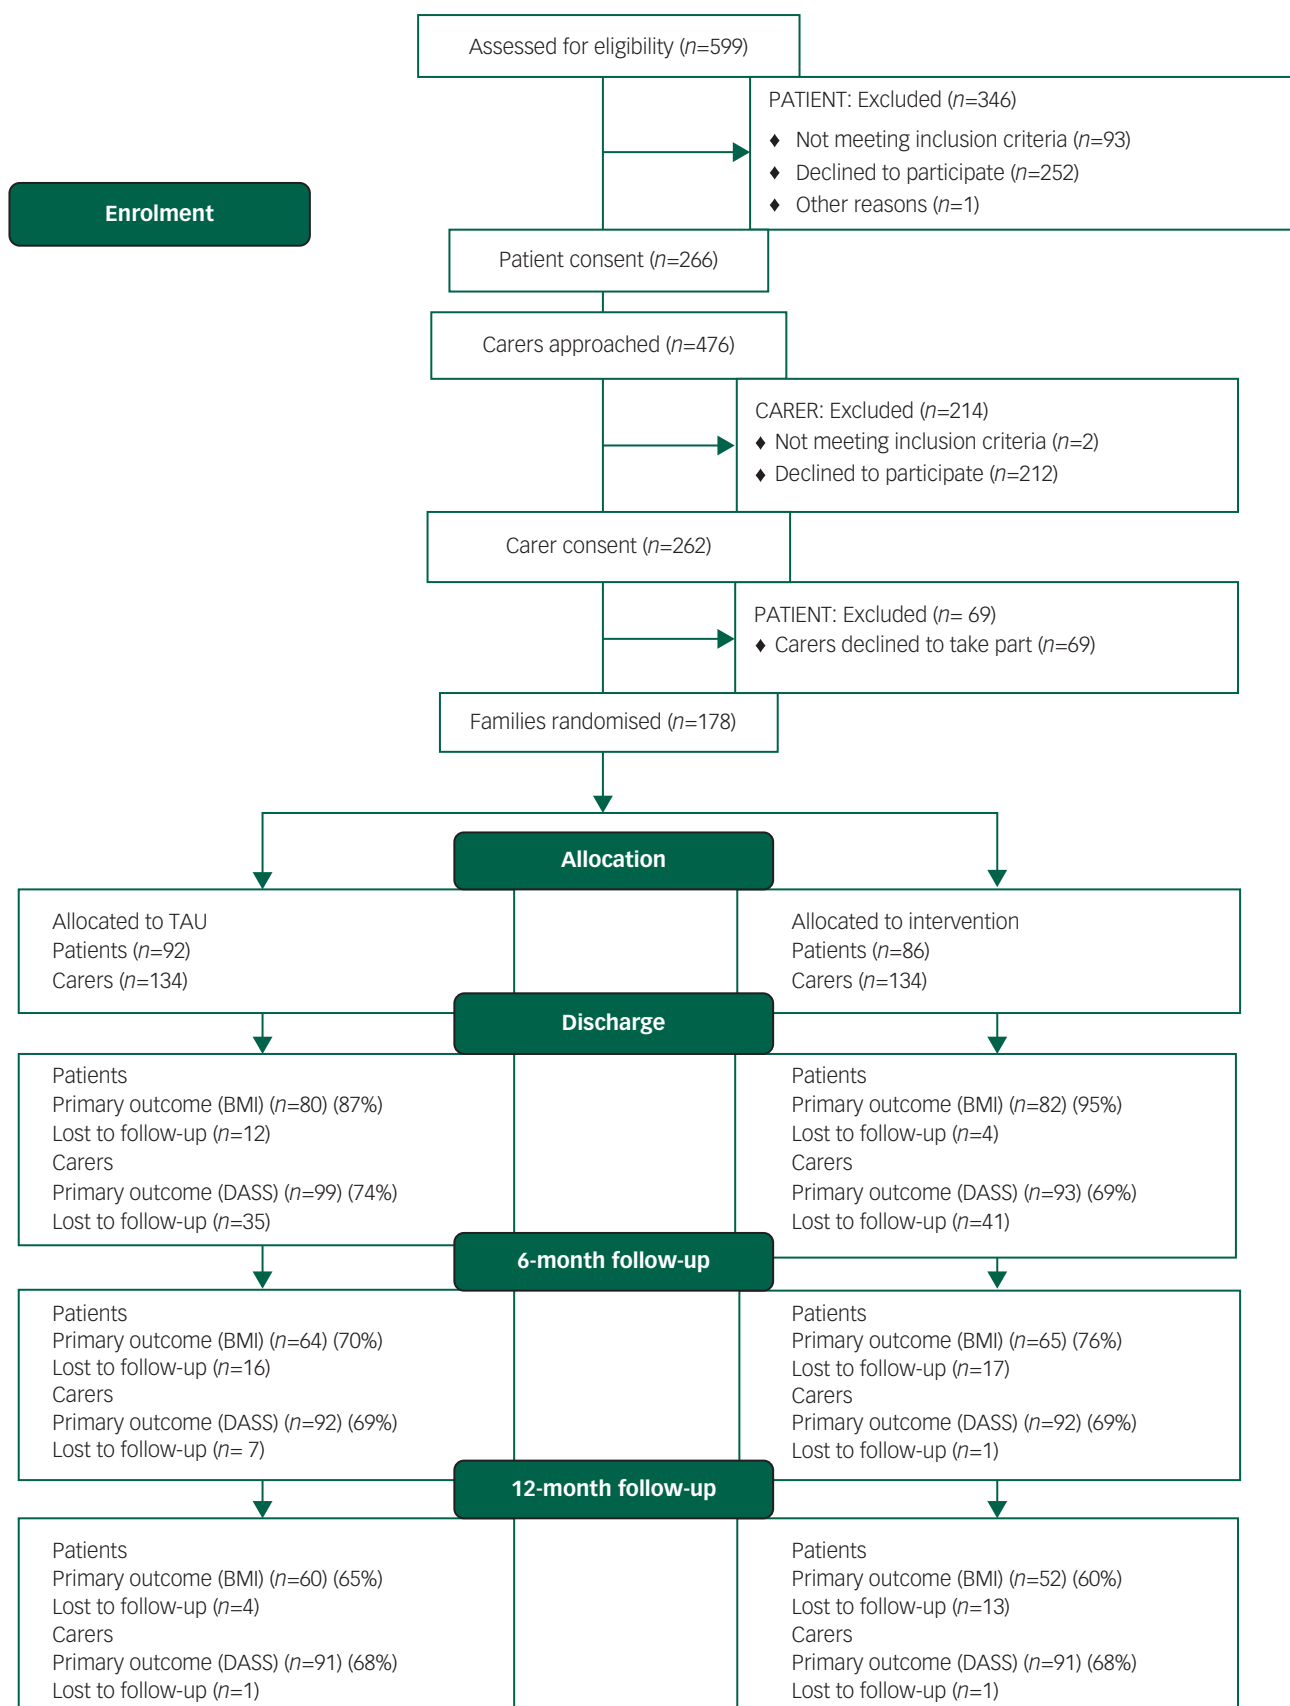 Assessed for eligibility (n=599)
PATIENT: Excluded (n=346)
♦ Not meeting inclusion criteria (n=93)
♦ Declined to participate (n=252)
♦ Other reasons (n=1)
Enrolment
Patient consent (n=266)
Carers approached (n=476)
CARER: Excluded (n=214)
♦ Not meeting inclusion criteria (n=2)
♦ Declined to participate (n=212)
Carer consent (n=262)
PATIENT: Excluded (n= 69)
♦ Carers declined to take part (n=69)
Families randomised (n=178)
Allocation
Allocated to TAU
Patients (n=92)
Carers (n=134)
Allocated to intervention
Patients (n=86)
Carers (n=134)
Discharge
Patients
Primary outcome (BMI) (n=80) (87%)
Lost to follow-up (n=12)
Carers
Primary outcome (DASS) (n=99) (74%)
Lost to follow-up (n=35)
Patients
Primary outcome (BMI) (n=82) (95%)
Lost to follow-up (n=4)
Carers
Primary outcome (DASS) (n=93) (69%)
Lost to follow-up (n=41)
6-month follow-up
Patients
Primary outcome (BMI) (n=64) (70%)
Lost to follow-up (n=16)
Carers
Primary outcome (DASS) (n=92) (69%)
Lost to follow-up (n= 7)
Patients
Primary outcome (BMI) (n=65) (76%)
Lost to follow-up (n=17)
Carers
Primary outcome (DASS) (n=92) (69%)
Lost to follow-up (n=1)
12-month follow-up
Patients
Primary outcome (BMI) (n=60) (65%)
Lost to follow-up (n=4)
Carers
Primary outcome (DASS) (n=91) (68%)
Lost to follow-up (n=1)
Patients
Primary outcome (BMI) (n=52) (60%)
Lost to follow-up (n=13)
Carers
Primary outcome (DASS) (n=91) (68%)
Lost to follow-up (n=1)